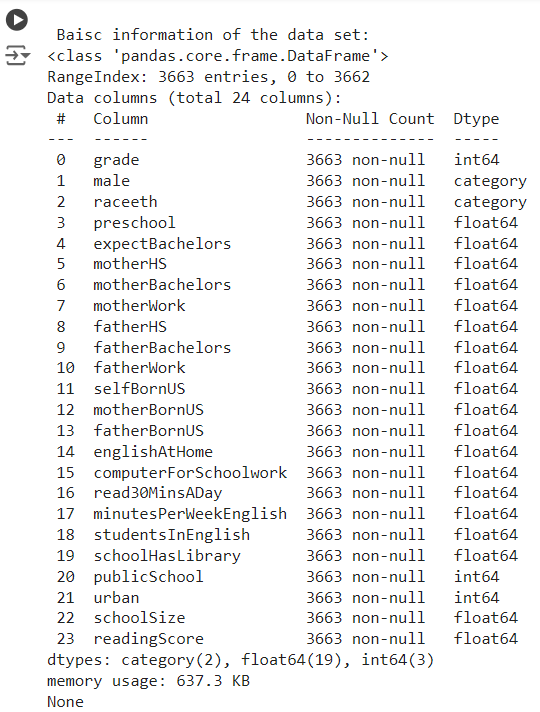 Baisc information of the data set:
<class 'pandas.core.frame.DataFrame'>
RangeIndex: 3663 entries, 0 to 3662
Data columns (total 24 columns):
 #   Column                Non-Null Count  Dtype
---  ------                --------------  -----
 0   grade                 3663 non-null   int64
 1   male                  3663 non-null   category
 2   raceeth               3663 non-null   category
 3   preschool             3663 non-null   float64
 4   expectBachelors       3663 non-null   float64
 5   motherHS              3663 non-null   float64
 6   motherBachelors       3663 non-null   float64
 7   motherWork            3663 non-null   float64
 8   fatherHS              3663 non-null   float64
 9   fatherBachelors       3663 non-null   float64
 10  fatherWork            3663 non-null   float64
 11  selfBornUS            3663 non-null   float64
 12  motherBornUS          3663 non-null   float64
 13  fatherBornUS          3663 non-null   float64
 14  englishAtHome         3663 non-null   float64
 15  computerForSchoolwork 3663 non-null   float64
 16  read30MinsADay        3663 non-null   float64
 17  minutesPerWeekEnglish 3663 non-null   float64
 18  studentsInEnglish     3663 non-null   float64
 19  schoolHasLibrary      3663 non-null   float64
 20  publicSchool          3663 non-null   int64
 21  urban                 3663 non-null   int64
 22  schoolSize            3663 non-null   float64
 23  readingScore          3663 non-null   float64
dtypes: category(2), float64(19), int64(3)
memory usage: 637.3 KB
None